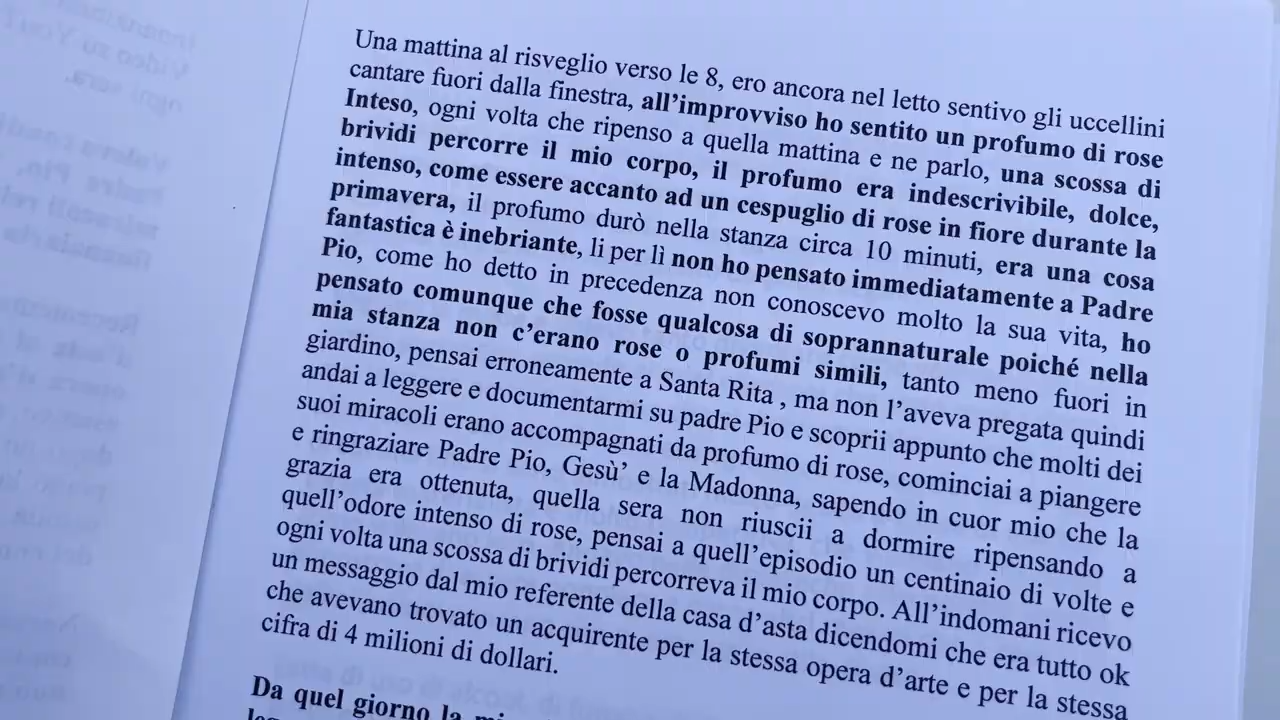 Una mattina al risveglio verso le 8, ero ancora nel letto sentivo gli uccellini
cantare fuori dalla finestra, all’improvviso ho sentito un profumo di rose
Inteso, ogni volta che ripenso a quella mattina e ne parlo, una scossa di
brividi percorre il mio corpo, il profumo era indescrivibile, dolce,
intenso, come essere accanto ad un cespuglio di rose in fiore durante la
primavera, il profumo durò nella stanza circa 10 minuti, era una cosa
fantastica è inebriante, li per lì non ho pensato immediatamente a Padre
Pio, come ho detto in precedenza non conoscevo molto la sua vita, ho
pensato comunque che fosse qualcosa di soprannaturale poiché nella
mia stanza non c’erano rose o profumi simili, tanto meno fuori in
giardino, pensai erroneamente a Santa Rita , ma non l’aveva pregata quindi
andai a leggere e documentarmi su padre Pio e scoprii appunto che molti dei
suoi miracoli erano accompagnati da profumo di rose, cominciai a piangere
e ringraziare Padre Pio, Gesù’ e la Madonna, sapendo in cuor mio che la
grazia era ottenuta, quella sera non riuscii a dormire ripensando a
quell’odore intenso di rose, pensai a quell’episodio un centinaio di volte e
ogni volta una scossa di brividi percorreva il mio corpo. All’indomani ricevo
un messaggio dal mio referente della casa d’asta dicendomi che era tutto ok
che avevano trovato un acquirente per la stessa opera d’arte e per la stessa
cifra di 4 milioni di dollari.
Da quel giorno la